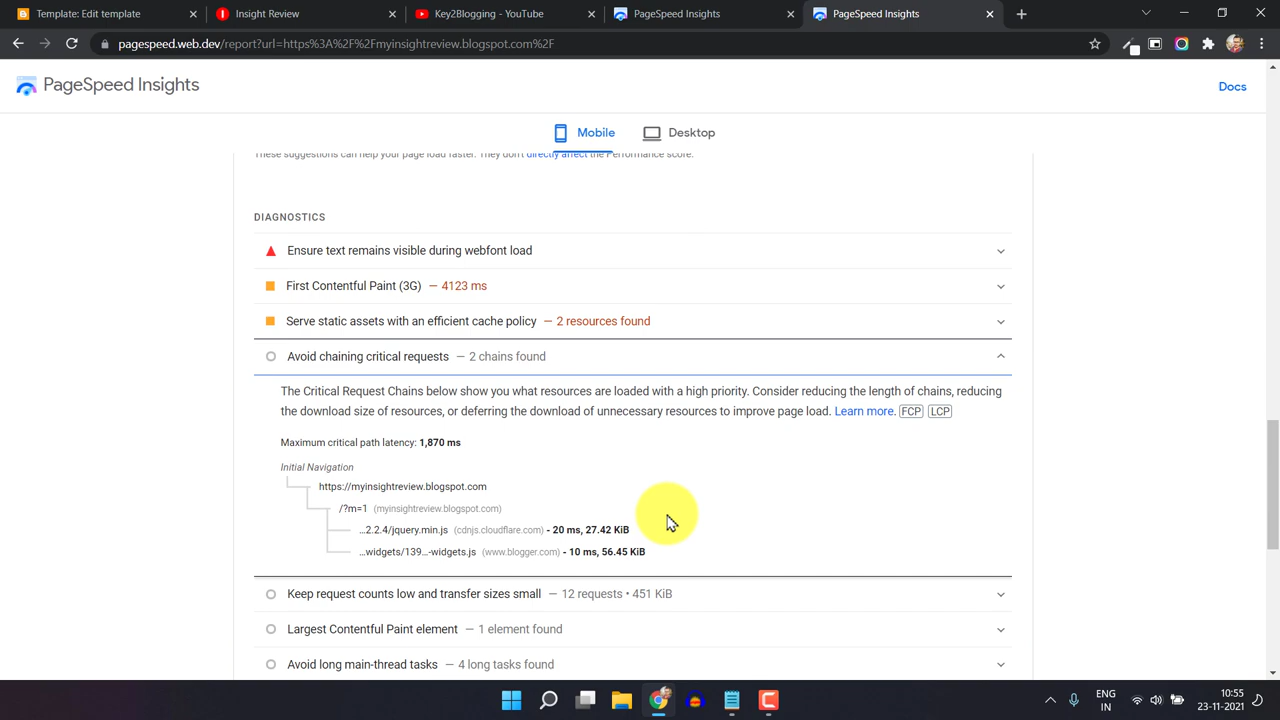 Template: Edit template
Insight Review
Key2Blogging - YouTube
PageSpeed Insights
PageSpeed Insights
pagespeed.web.dev/report?url=https%3A%2F%2Fmyinsightreview.blogspot.com%2F
PageSpeed Insights
Docs
Mobile
Desktop
These suggestions can help your page load faster. They don't directly affect the Performance score.
DIAGNOSTICS
Ensure text remains visible during webfont load
First Contentful Paint (3G) — 4123 ms
Serve static assets with an efficient cache policy — 2 resources found
Avoid chaining critical requests — 2 chains found
The Critical Request Chains below show you what resources are loaded with a high priority. Consider reducing the length of chains, reducing
the download size of resources, or deferring the download of unnecessary resources to improve page load. Learn more. FCP LCP
Maximum critical path latency: 1,870 ms
Initial Navigation
https://myinsightreview.blogspot.com
/?m=1 (myinsightreview.blogspot.com)
...2.2.4/jquery.min.js (cdnjs.cloudflare.com) - 20 ms, 27.42 KiB
...widgets/139...-widgets.js (www.blogger.com) - 10 ms, 56.45 KiB
Keep request counts low and transfer sizes small — 12 requests • 451 KiB
Largest Contentful Paint element — 1 element found
Avoid long main-thread tasks — 4 long tasks found
ENG
IN
10:55
23-11-2021